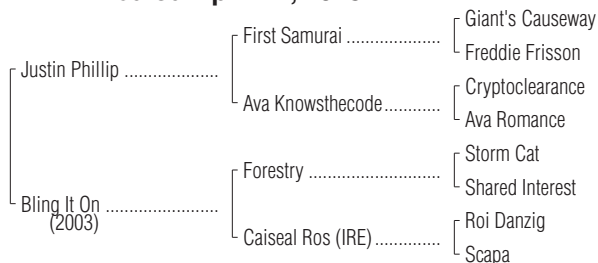 Giant's Causeway
First Samurai ....................
Freddie Frisson
Justin Phillip ....................
Cryptoclearance
Ava Knowsthecode............
Ava Romance
Storm Cat
Forestry ............................
Shared Interest
Bling It On ........................
(2003)
Roi Danzig
Caiseal Ros (IRE)..............
Scapa